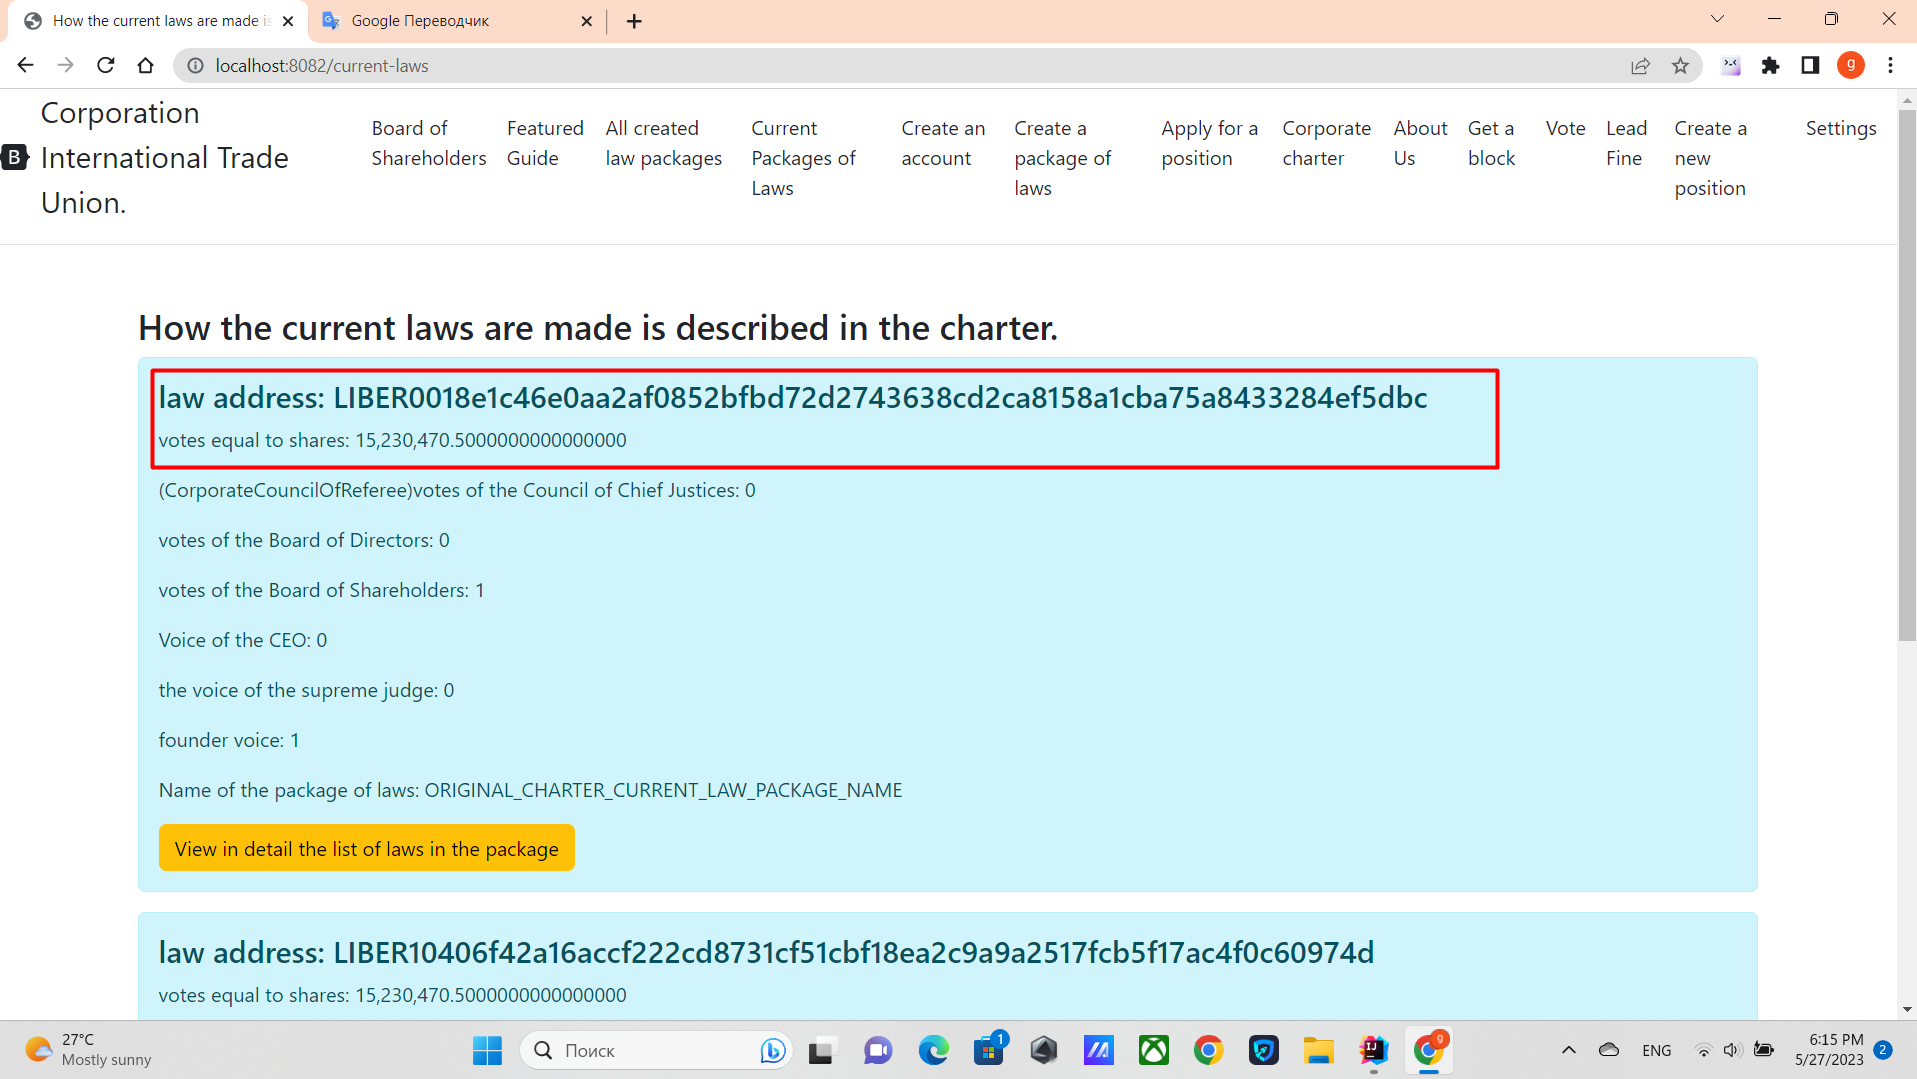 How the current laws are made is
Google Переводчик
localhost:8082/current-laws
g
B
Corporation
International Trade
Union.
Board of
Shareholders
Featured
Guide
All created
law packages
Current
Packages of
Laws
Create an
account
Create a
package of
laws
Apply for a
position
Corporate
charter
About
Us
Get a
block
Vote
Lead
Fine
Create a
new
position
Settings
How the current laws are made is described in the charter.
law address: LIBER0018e1c46e0aa2af0852bfbd72d2743638cd2ca8158a1cba75a8433284ef5dbc
votes equal to shares: 15,230,470.5000000000000000
(CorporateCouncilOfReferee)votes of the Council of Chief Justices: 0
votes of the Board of Directors: 0
votes of the Board of Shareholders: 1
Voice of the CEO: 0
the voice of the supreme judge: 0
founder voice: 1
Name of the package of laws: ORIGINAL_CHARTER_CURRENT_LAW_PACKAGE_NAME
View in detail the list of laws in the package
law address: LIBER10406f42a16accf222cd8731cf51cbf18ea2c9a9a2517fcb5f17ac4f0c60974d
votes equal to shares: 15,230,470.5000000000000000
27°C
Mostly sunny
Поиск
1
IJ
g
ENG
6:15 PM
5/27/2023
2